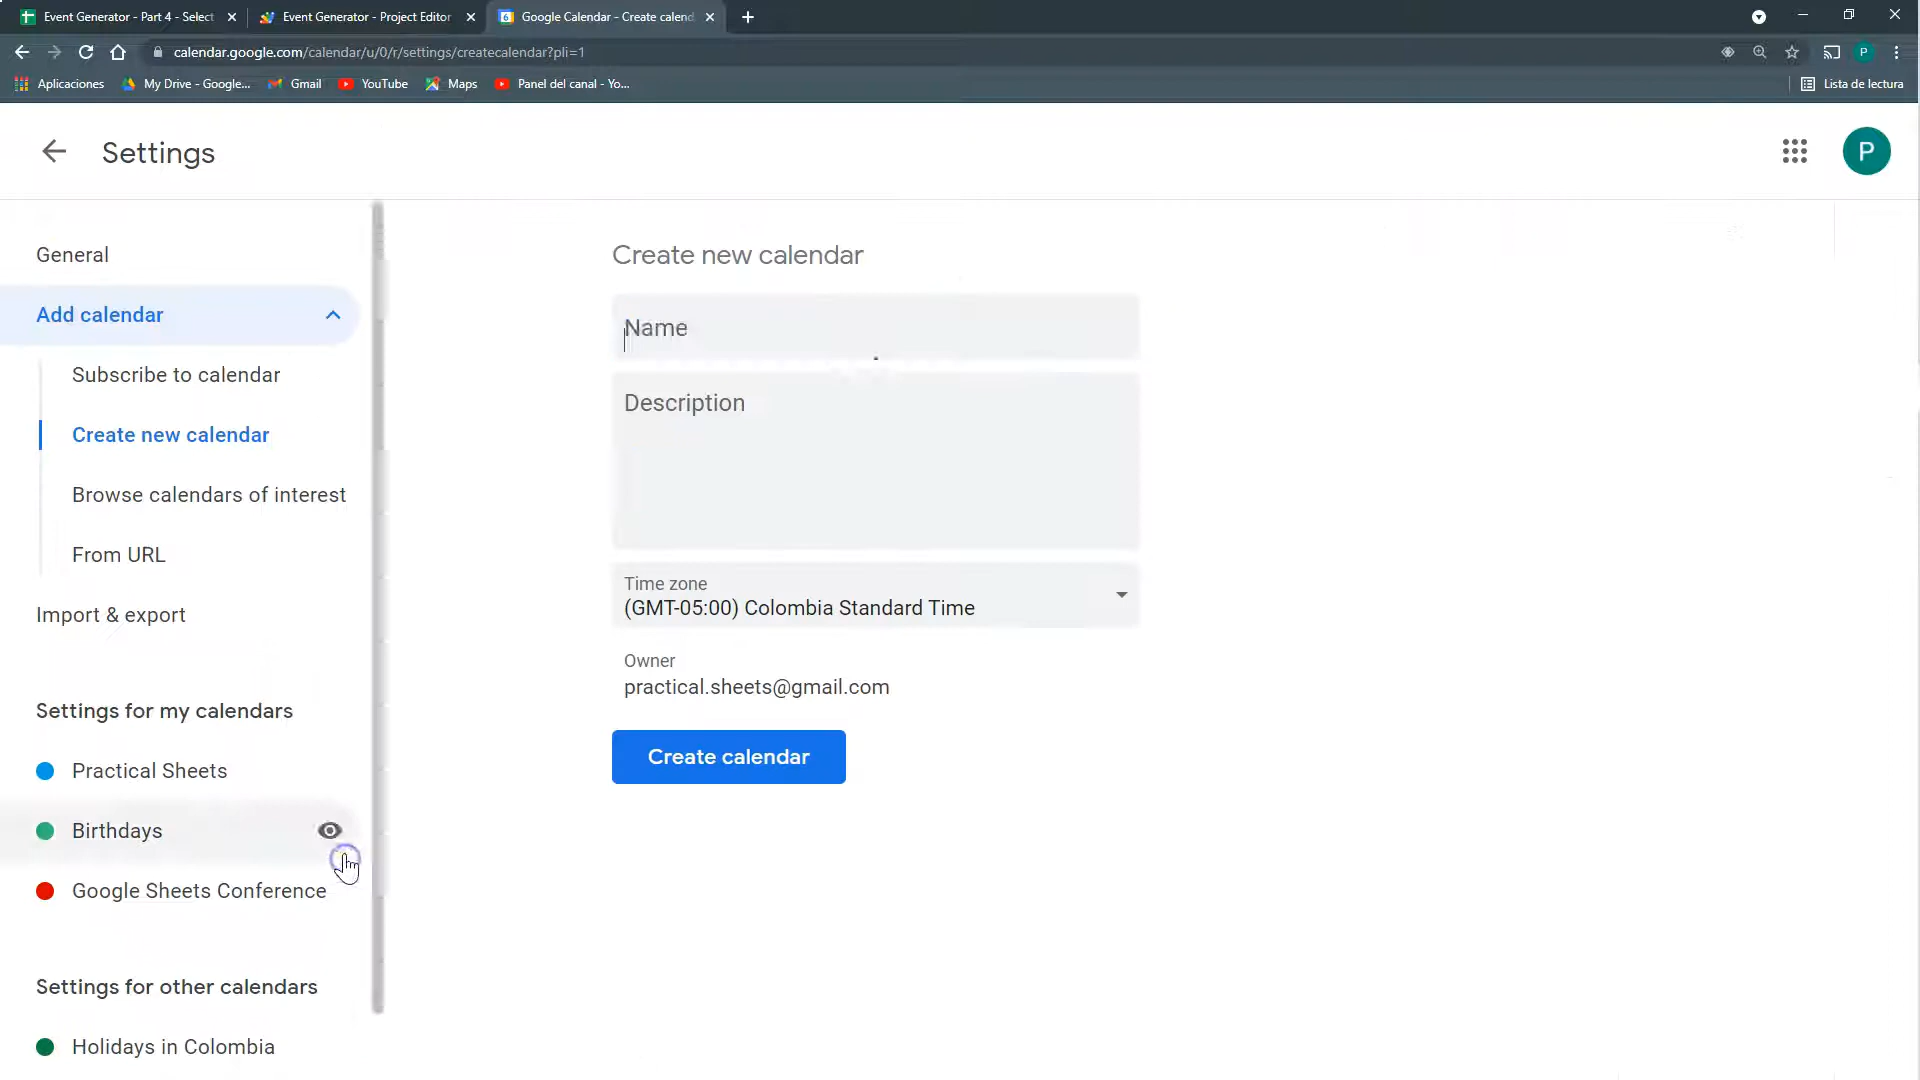 Event Generator - Part 4 - Select
Event Generator - Project Editor
Google Calendar - Create calend
calendar.google.com/calendar/u/0/r/settings/createcalendar?pli=1
P
Aplicaciones
My Drive - Google...
Gmail
YouTube
Maps
Panel del canal - Yo...
Lista de lectura
Settings
P
General
Add calendar
Subscribe to calendar
Create new calendar
Browse calendars of interest
From URL
Import & export
Settings for my calendars
Practical Sheets
Birthdays
Google Sheets Conference
Settings for other calendars
Holidays in Colombia
Create new calendar
Name
Description
Time zone
(GMT-05:00) Colombia Standard Time
Owner
practical.sheets@gmail.com
Create calendar